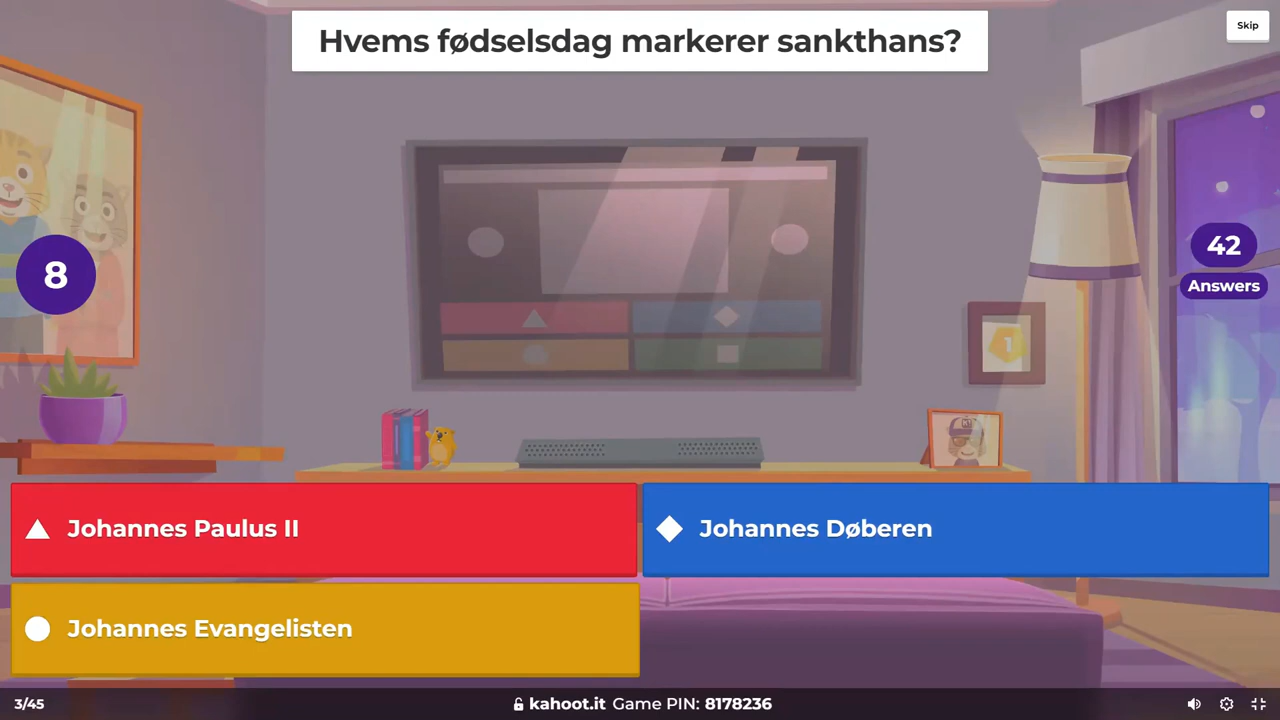 Hvems fødselsdag markerer sankthans?
Skip
8
42
Answers
1
Johannes Paulus II
Johannes Døberen
Johannes Evangelisten
3/45
kahoot.it Game PIN: 8178236